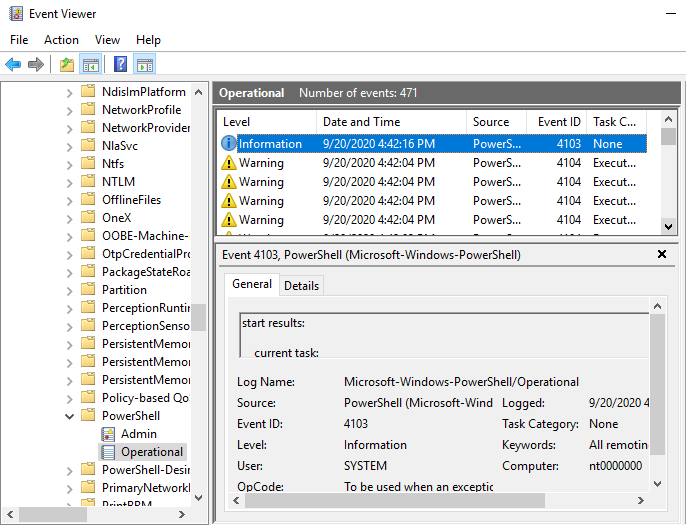 Event Viewer
File Action View Help
NdisImPlatform
NetworkProfile
NetworkProvider
NlaSvc
Ntfs
NTLM
OfflineFiles
OneX
OOBE-Machine-
OtpCredentialPro
PackageStateRoa
Partition
PerceptionRuntin
PerceptionSenso
PersistentMemor
PersistentMemor
PersistentMemor
Policy-based Qo
PowerShell
Admin
Operational
PowerShell-Desir
PrimaryNetworkI
Operational Number of events: 471
Level Date and Time Source Event ID Task C...
Information 9/20/2020 4:42:16 PM PowerS... 4103 None
Warning 9/20/2020 4:42:04 PM PowerS... 4104 Execut...
Warning 9/20/2020 4:42:04 PM PowerS... 4104 Execut...
Warning 9/20/2020 4:42:04 PM PowerS... 4104 Execut...
Warning 9/20/2020 4:42:04 PM PowerS... 4104 Execut...
Event 4103, PowerShell (Microsoft-Windows-PowerShell)
General Details
start results:
current task:
Log Name: Microsoft-Windows-PowerShell/Operational
Source: PowerShell (Microsoft-Wind Logged: 9/20/2020 4
Event ID: 4103 Task Category: None
Level: Information Keywords: All remoting
User: SYSTEM Computer: nt0000000
OpCode: To be used when an exceptic